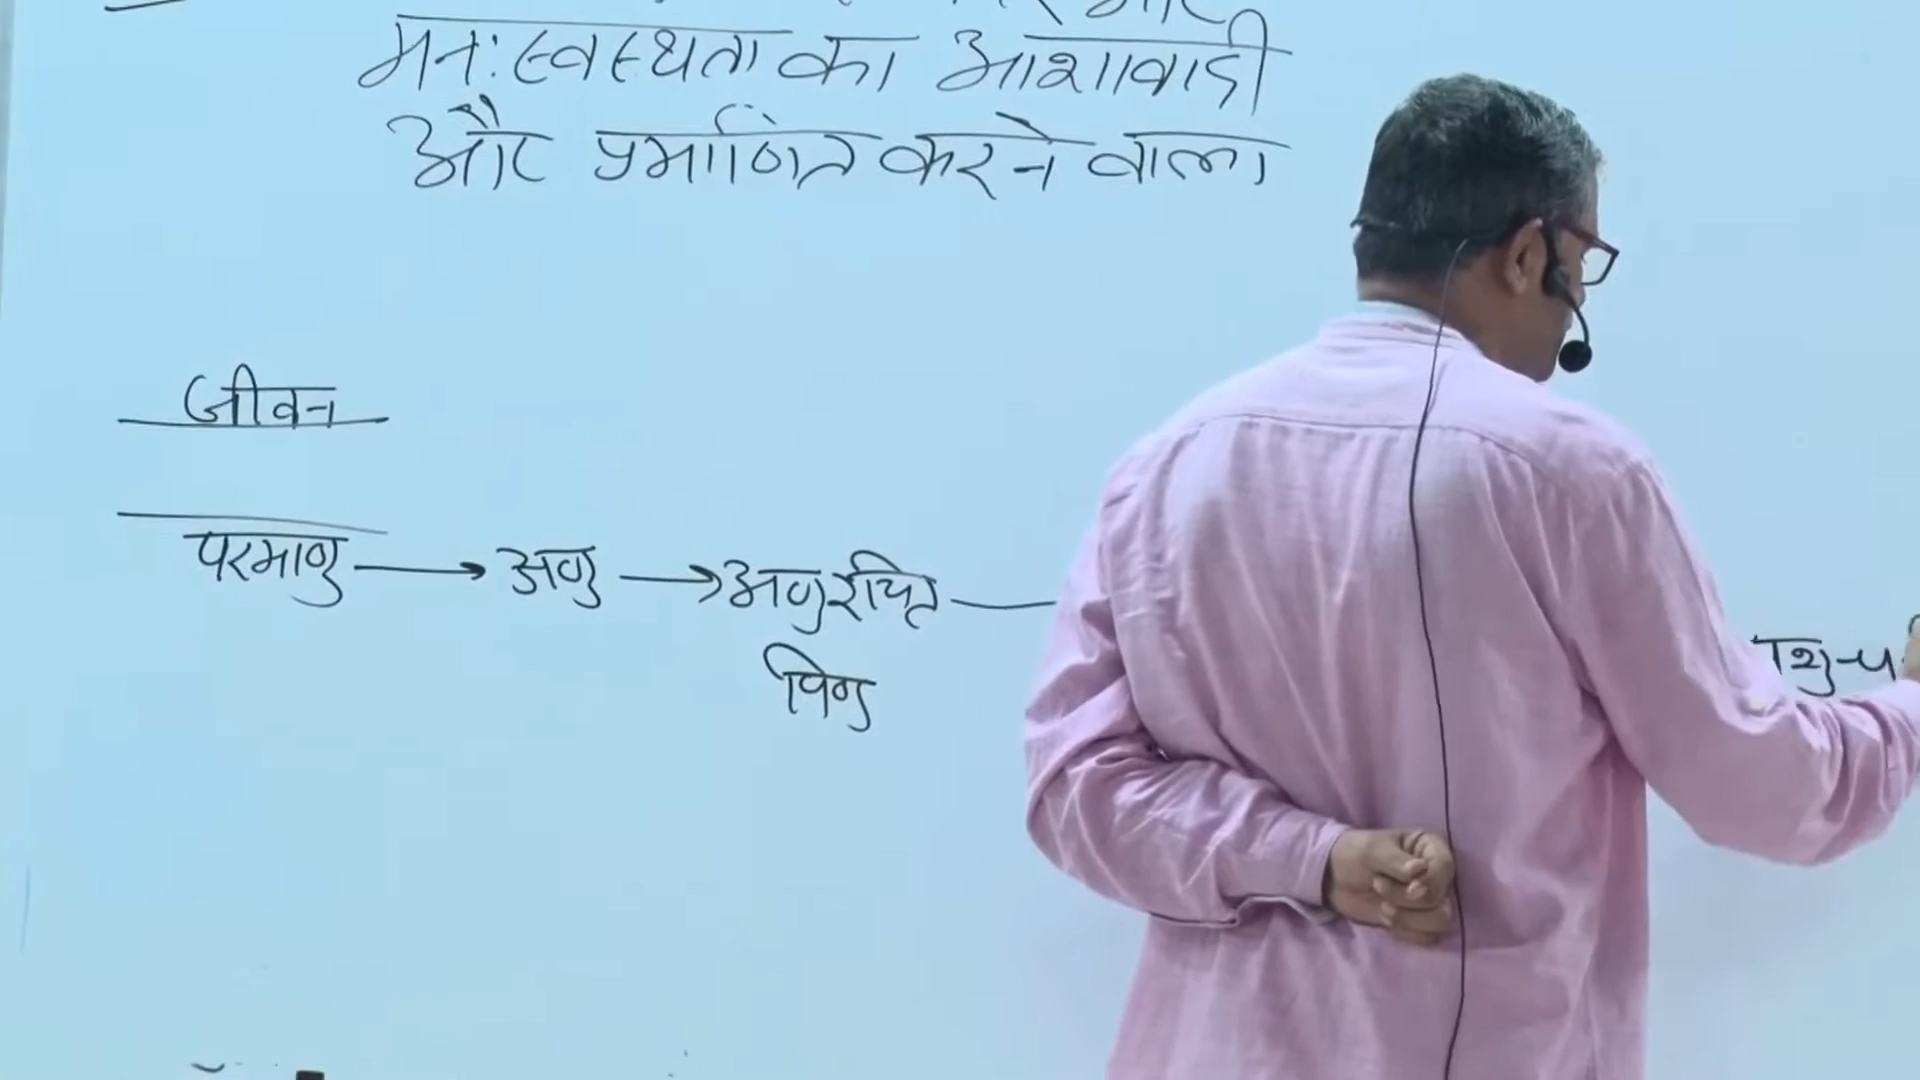 मनःस्वस्थता का आशावादी
और प्रमाणित करने वाला
जीवन
परमाणु → अणु → अणुरचित
पिण्ड